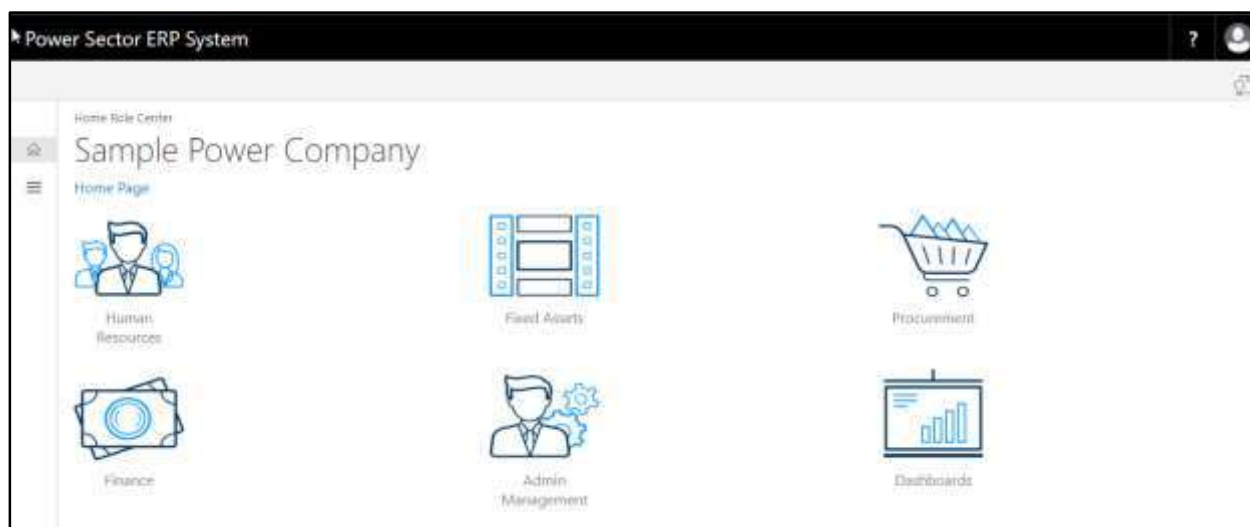 Power Sector ERP System
?
Home Role Center
Sample Power Company
Home Page
Human
Resources
Fixed Assets
Procurement
Finance
Admin
Management
Dashboards